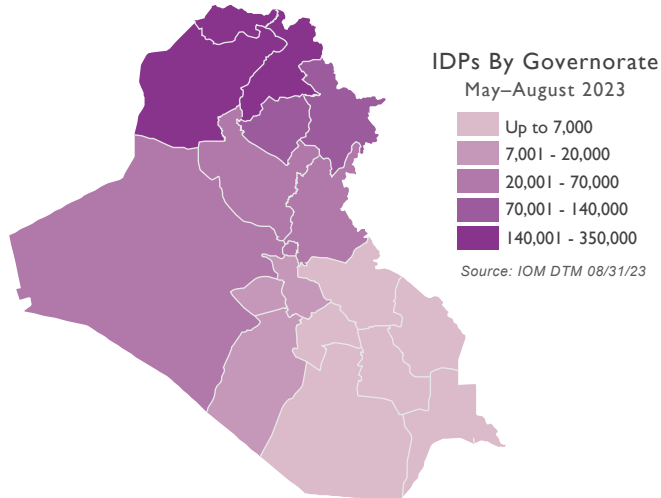 IDPs By Governorate
May–August 2023
Up to 7,000
7,001 - 20,000
20,001 - 70,000
70,001 - 140,000
140,001 - 350,000
Source: IOM DTM 08/31/23